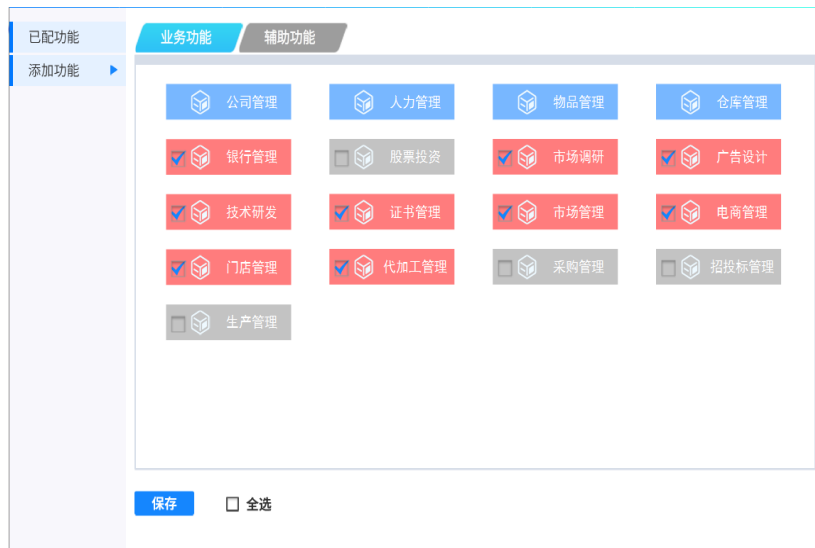 已配功能
添加功能
业务功能 辅助功能
公司管理 人力管理 物品管理 仓库管理
银行管理 股票投资 市场调研 广告设计
技术研发 证书管理 市场管理 电商管理
门店管理 代加工管理 采购管理 招投标管理
生产管理
保存 全选